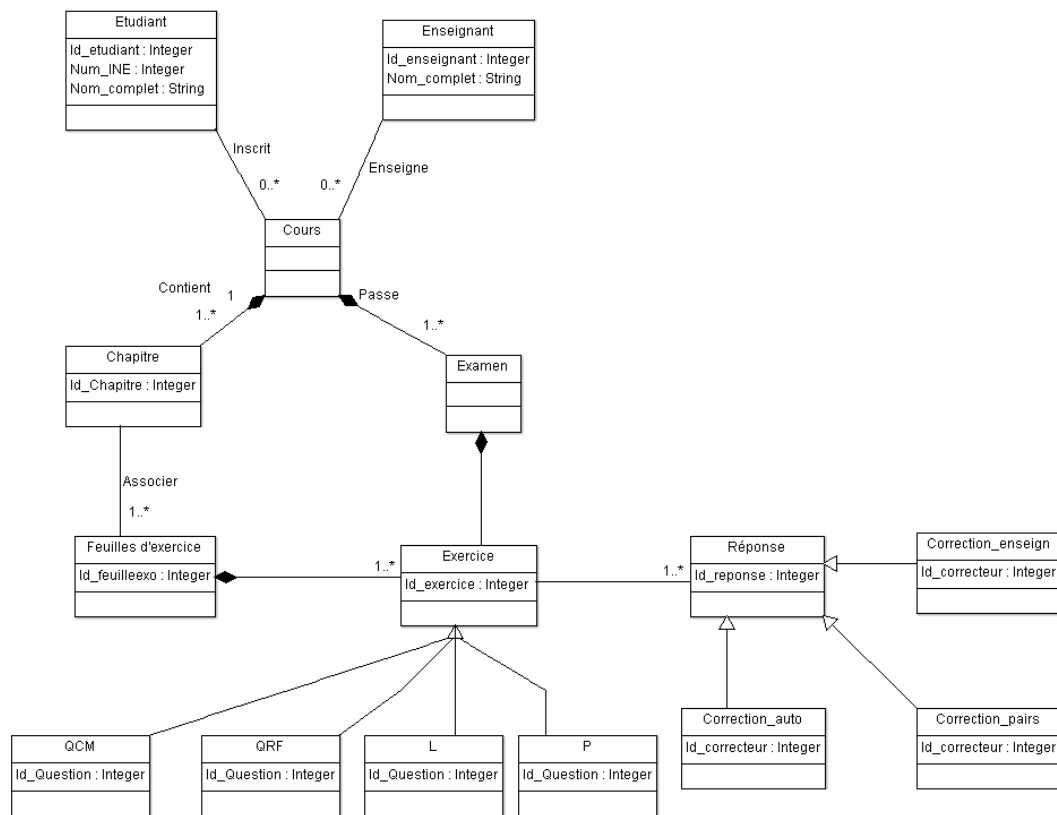 Etudiant
Id_etudiant : Integer
Num_INE : Integer
Nom_complet : String
Enseignant
Id_enseignant : Integer
Nom_complet : String
Inscrit
Enseigne
0..*
0..*
Cours
Contient
1
Passe
1..*
1..*
Chapitre
Id_Chapitre : Integer
Examen
Associer
1..*
Feuilles d'exercice
Id_feuilleexo : Integer
1..*
Exercice
Id_exercice : Integer
1..*
Réponse
Id_reponse : Integer
Correction_enseign
Id_correcteur : Integer
QCM
Id_Question : Integer
QRF
Id_Question : Integer
L
Id_Question : Integer
P
Id_Question : Integer
Correction_auto
Id_correcteur : Integer
Correction_pairs
Id_correcteur : Integer